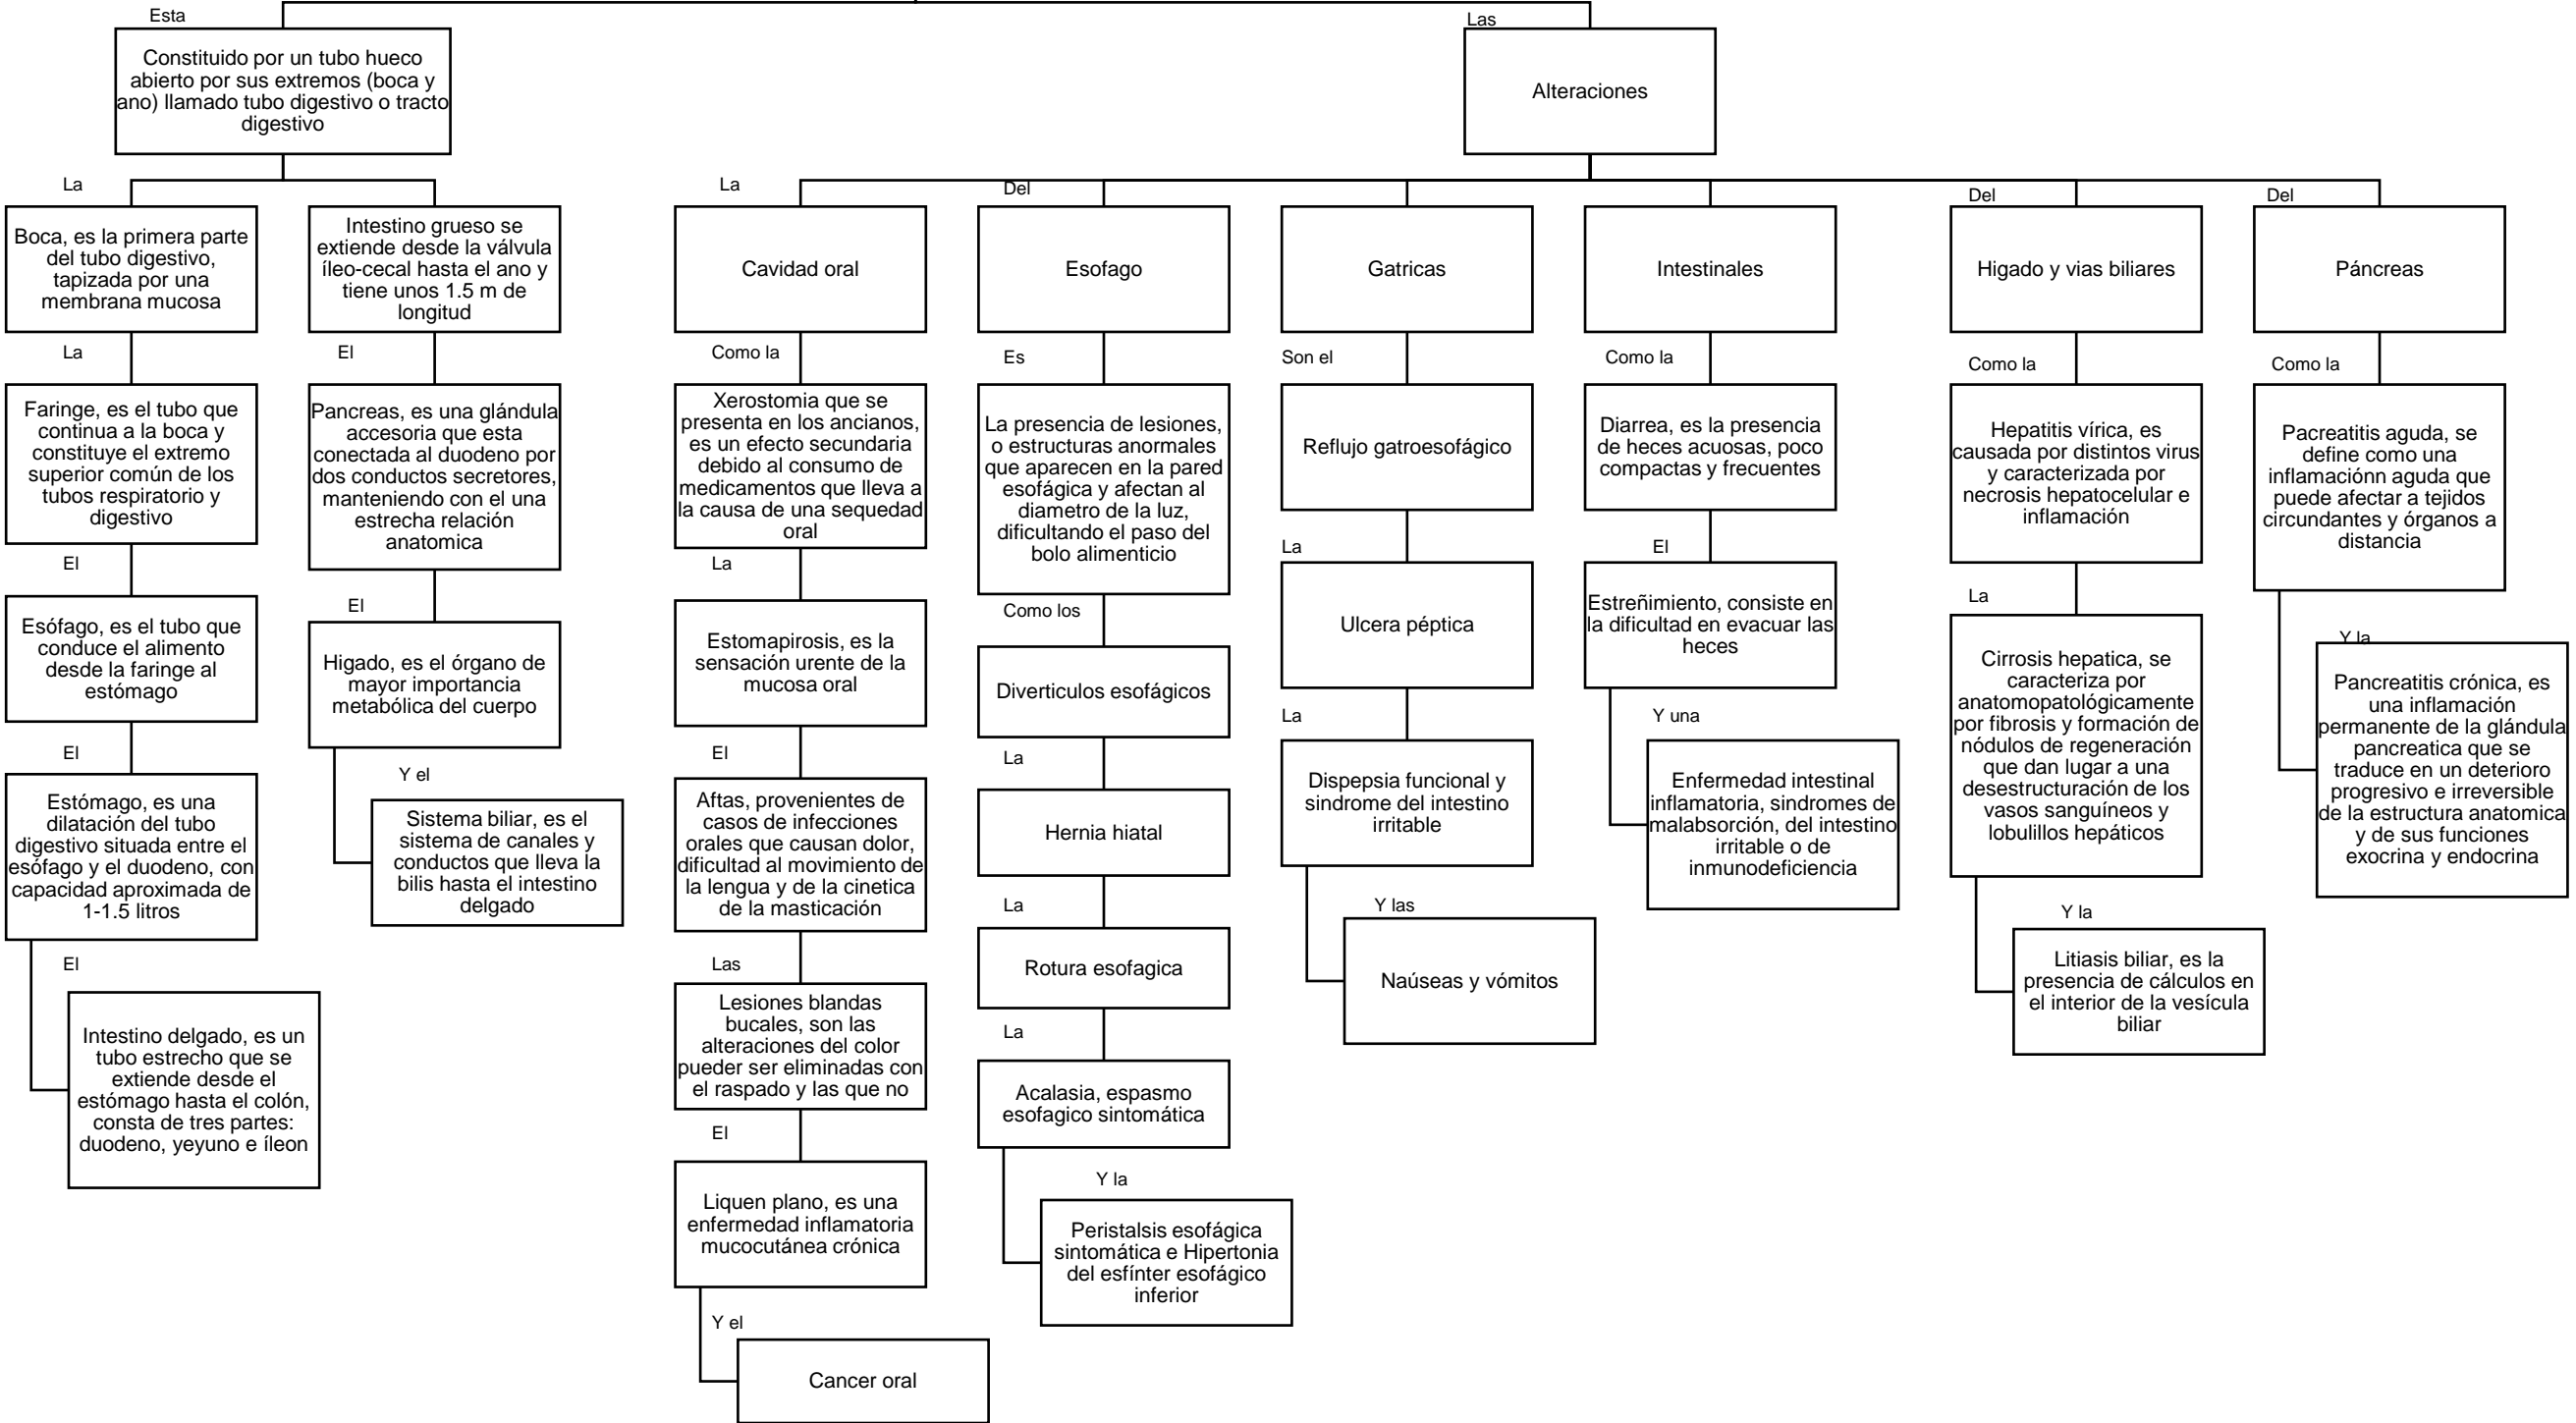 Esta
Constituido por un tubo hueco
abierto por sus extremos (boca y
ano) llamado tubo digestivo o tracto
digestivo
La
Boca, es la primera parte
del tubo digestivo,
tapizada por una
membrana mucosa
La
Faringe, es el tubo que
continua a la boca y
constituye el extremo
superior común de los
tubos respiratorio y
digestivo
El
Esófago, es el tubo que
conduce el alimento
desde la faringe al
estómago
El
Estómago, es una
dilatación del tubo
digestivo situada entre el
esófago y el duodeno, con
capacidad aproximada de
1-1.5 litros
El
Intestino delgado, es un
tubo estrecho que se
extiende desde el
estómago hasta el colón,
consta de tres partes:
duodeno, yeyuno e íleon
Intestino grueso se
extiende desde la válvula
íleo-cecal hasta el ano y
tiene unos 1.5 m de
longitud
El
Pancreas, es una glándula
accesoria que esta
conectada al duodeno por
dos conductos secretores,
manteniendo con el una
estrecha relación
anatomica
El
Higado, es el órgano de
mayor importancia
metabólica del cuerpo
Y el
Sistema biliar, es el
sistema de canales y
conductos que lleva la
bilis hasta el intestino
delgado
Las
Alteraciones
La
Cavidad oral
Como la
Xerostomia que se
presenta en los ancianos,
es un efecto secundaria
debido al consumo de
medicamentos que lleva a
la causa de una sequedad
oral
La
Estomapirosis, es la
sensación urente de la
mucosa oral
El
Aftas, provenientes de
casos de infecciones
orales que causan dolor,
dificultad al movimiento de
la lengua y de la cinetica
de la masticación
Las
Lesiones blandas
bucales, son las
alteraciones del color
pueder ser eliminadas con
el raspado y las que no
El
Liquen plano, es una
enfermedad inflamatoria
mucocutánea crónica
Y el
Cancer oral
Del
Esofago
Es
La presencia de lesiones,
o estructuras anormales
que aparecen en la pared
esofágica y afectan al
diametro de la luz,
dificultando el paso del
bolo alimenticio
Como los
Diverticulos esofágicos
La
Hernia hiatal
La
Rotura esofagica
La
Acalasia, espasmo
esofagico sintomática
Y la
Peristalsis esofágica
sintomática e Hipertonia
del esfínter esofágico
inferior
Gatricas
Son el
Reflujo gatroesofágico
La
Ulcera péptica
La
Dispepsia funcional y
sindrome del intestino
irritable
Y las
Naúseas y vómitos
Intestinales
Como la
Diarrea, es la presencia
de heces acuosas, poco
compactas y frecuentes
El
Estreñimiento, consiste en
la dificultad en evacuar las
heces
Y una
Enfermedad intestinal
inflamatoria, sindromes de
malabsorción, del intestino
irritable o de
inmunodeficiencia
Del
Higado y vias biliares
Como la
Hepatitis vírica, es
causada por distintos virus
y caracterizada por
necrosis hepatocelular e
inflamación
La
Cirrosis hepatica, se
caracteriza por
anatomopatológicamente
por fibrosis y formación de
nódulos de regeneración
que dan lugar a una
desestructuración de los
vasos sanguíneos y
lobulillos hepáticos
Y la
Litiasis biliar, es la
presencia de cálculos en
el interior de la vesícula
biliar
Del
Páncreas
Como la
Pacreatitis aguda, se
define como una
inflamaciónn aguda que
puede afectar a tejidos
circundantes y órganos a
distancia
Y la
Pancreatitis crónica, es
una inflamación
permanente de la glándula
pancreatica que se
traduce en un deterioro
progresivo e irreversible
de la estructura anatomica
y de sus funciones
exocrina y endocrina